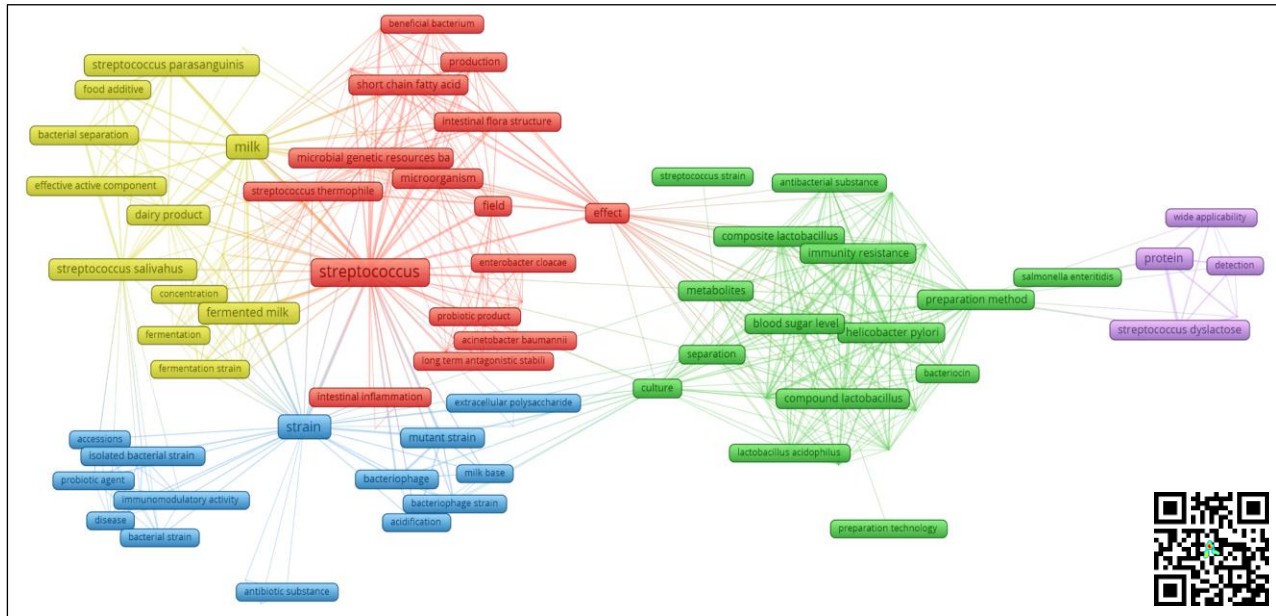 beneficial bacterium
streptococcus parasanguinis
production
food additive
short chain fatty acid
intestinal flora structure
bacterial separation
milk
microbial genetic resources ba
streptococcus strain
antibacterial substance
effective active component
streptococcus thermophile
microorganism
field
effect
dairy product
wide applicability
composite lactobacillus
immunity resistance
protein
detection
streptococcus salivahus
streptococcus
enterobacter cloacae
salmonella enteritidis
concentration
metabolites
preparation method
fermented milk
probiotic product
blood sugar level
helicobacter pylori
streptococcus dyslactose
fermentation
acinetobacter baumannii
separation
fermentation strain
long term antagonistic stabili
bacteriocin
culture
intestinal inflammation
extracellular polysaccharide
compound lactobacillus
strain
accessions
mutant strain
isolated bacterial strain
lactobacillus acidophilus
probiotic agent
bacteriophage
milk base
immunomodulatory activity
bacteriophage strain
disease
acidification
bacterial strain
preparation technology
antibiotic substance